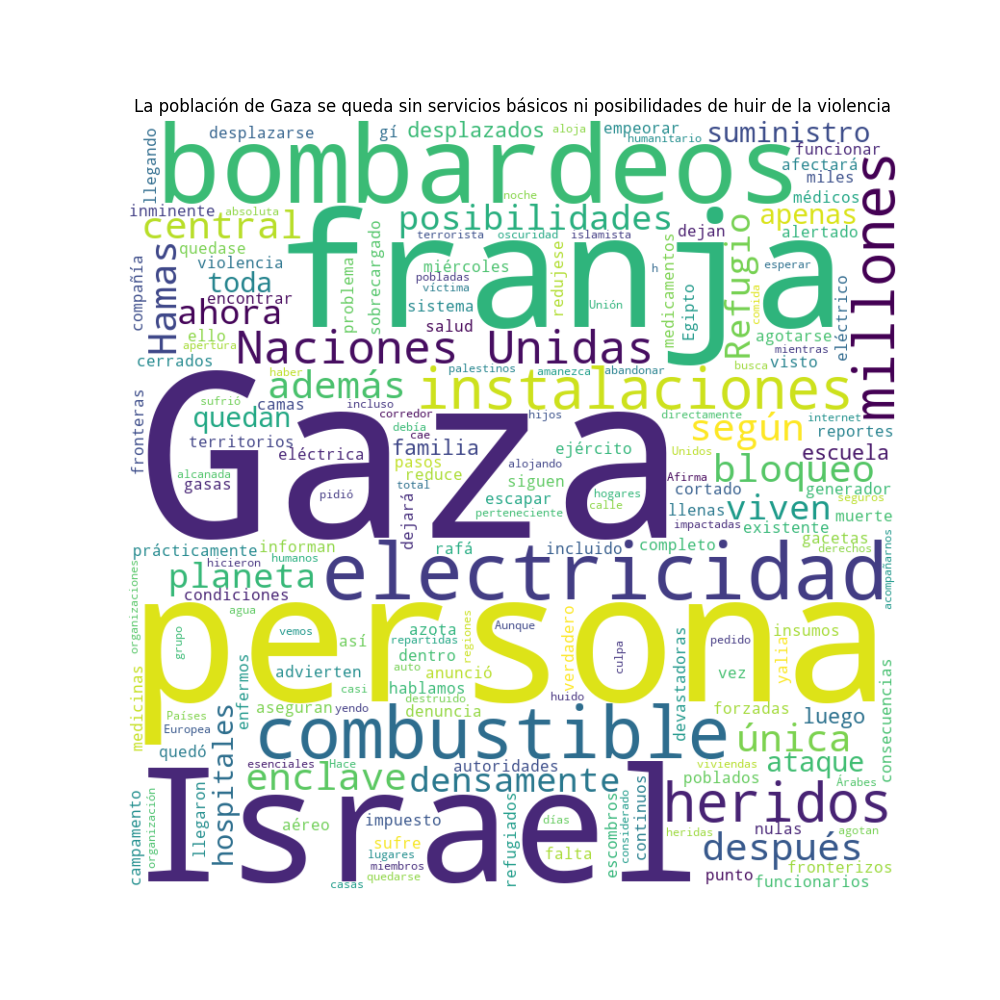 La población de Gaza se queda sin servicios básicos ni posibilidades de huir de la violencia
llegando
desplazarse
gí
desplazados
aloja
empeorar
humanitario
suministro
funcionar
bombardeos
afectará
miles
médicos
millones
inminente
absoluta
noche
central
posibilidades
apenas
quedase
terrorista
oscuridad
islamista
dejan
Refugio
alertado
franja
compañía
Hamas
violencia
toda
encontrar
problema
sobrecargado
miércoles
pobladas
víctima
sistema
redujese
h
medicamentos
Egipto
comida
esperar
eléctrico
ahora
salud
Unión
ello
apertura
cerrados
Naciones Unidas
agotarse
mientras
visto
busca
haber
además
palestinos
amanezca
abandonar
instalaciones
fronteras
sufrió
camas
incluso
corredor
hijos
directamente
internet
quedan
debía
cae
según
reportes
territorios
eléctrica
familia
ejército
Unidos
escuela
Gaza
alcanada
gasas
pidió
pasos
reduce
alojando
siguen
Afirma
bloqueo
total
escapar
hogares
cortado
generador
seguros
dejará
perteneciente
calle
llenas
viven
muerte
impactadas
existente
prácticamente
informan
rafá
incluido
completo
gacetas
derechos
hicieron
humanos
electricidad
acompañarnos
organizaciones
planeta
condiciones
agua
persona
grupo
vemos
así
azota
repartidas
regiones
Aunque
verdadero
culpa
pedido
insumos
dentro
auto
yalia
medicinas
enfermos
advierten
casi
hablamos
anunció
destruido
huido
devastadoras
vez
consecuencias
Países
Europea
aseguran
yendo
denuncia
forzadas
luego
quedó
hospitales
combustible
única
esenciales
Hace
autoridades
viviendas
ataque
enclave
densamente
poblados
Árabes
campamento
organización
llegaron
aéreo
impuesto
refugiados
días
escombros
considerado
continuos
heridos
heridas
nulas
agotan
Israel
sufre
lugares
miembros
falta
después
quedarse
casas
punto
fronterizos
funcionarios